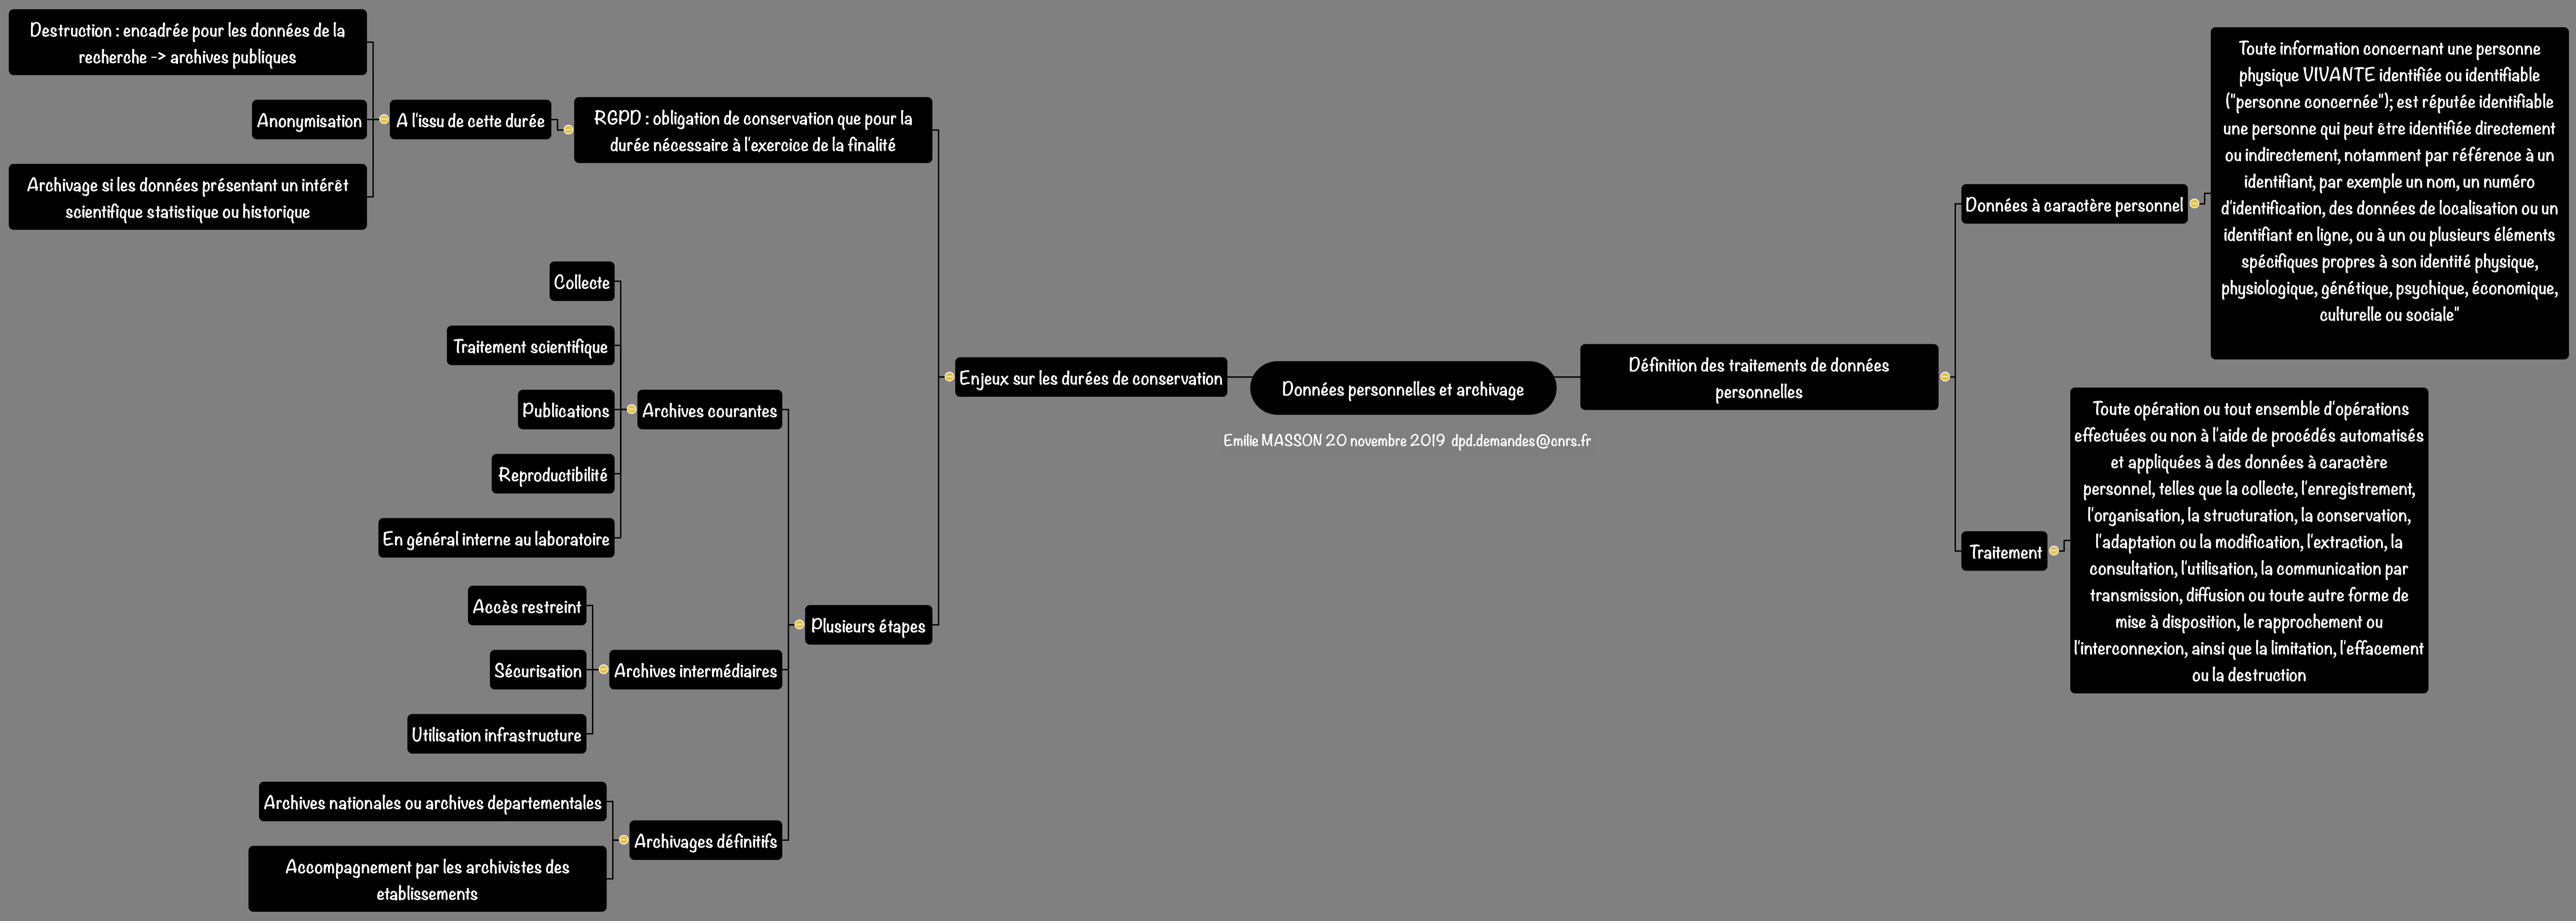 Données personnelles et archivage
Emilie MASSON 20 novembre 2019 dpd.demandes@cnrs.fr
Définition des traitements de données
personnelles
Données à caractère personnel
Toute information concernant une personne
physique VIVANTE identifiée ou identifiable
("personne concernée"); est réputée identifiable
une personne qui peut être identifiée directement
ou indirectement, notamment par référence à un
identifiant, par exemple un nom, un numéro
d'identification, des données de localisation ou un
identifiant en ligne, ou à un ou plusieurs éléments
spécifiques propres à son identité physique,
physiologique, génétique, psychique, économique,
culturelle ou sociale"
Traitement
Toute opération ou tout ensemble d'opérations
effectuées ou non à l'aide de procédés automatisés
et appliquées à des données à caractère
personnel, telles que la collecte, l'enregistrement,
l'organisation, la structuration, la conservation,
l'adaptation ou la modification, l'extraction, la
consultation, l'utilisation, la communication par
transmission, diffusion ou toute autre forme de
mise à disposition, le rapprochement ou
l'interconnexion, ainsi que la limitation, l'effacement
ou la destruction
Enjeux sur les durées de conservation
RGPD : obligation de conservation que pour la
durée nécessaire à l'exercice de la finalité
A l'issu de cette durée
Destruction : encadrée pour les données de la
recherche -> archives publiques
Anonymisation
Archivage si les données présentant un intérêt
scientifique statistique ou historique
Plusieurs étapes
Archives courantes
Collecte
Traitement scientifique
Publications
Reproductibilité
En général interne au laboratoire
Archives intermédiaires
Accès restreint
Sécurisation
Utilisation infrastructure
Archivages définitifs
Archives nationales ou archives departementales
Accompagnement par les archivistes des
etablissements